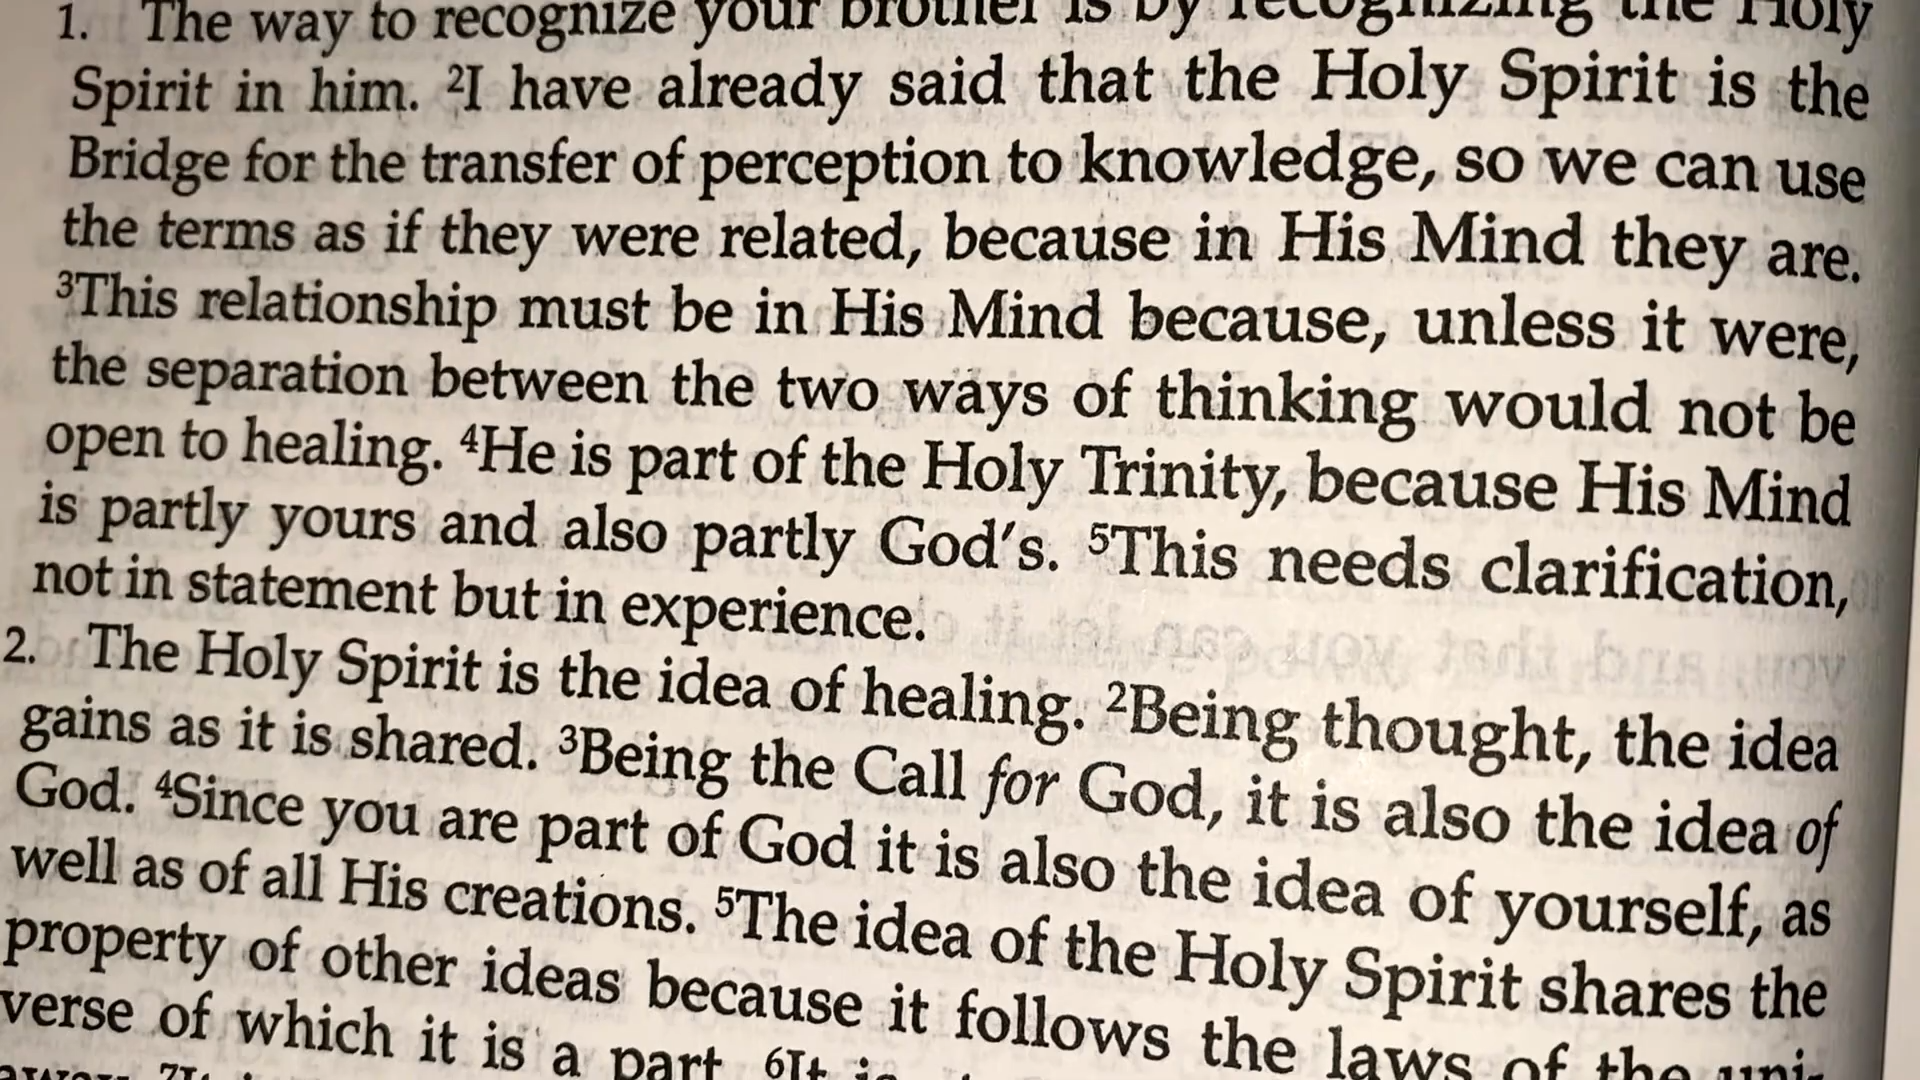 1. The way to recognize your brother is by recognizing the Holy
Spirit in him. ²I have already said that the Holy Spirit is the
Bridge for the transfer of perception to knowledge, so we can use
the terms as if they were related, because in His Mind they are.
³This relationship must be in His Mind because, unless it were,
the separation between the two ways of thinking would not be
open to healing. ⁴He is part of the Holy Trinity, because His Mind
is partly yours and also partly God's. ⁵This needs clarification,
not in statement but in experience.
2. The Holy Spirit is the idea of healing. ²Being thought, the idea
gains as it is shared. ³Being the Call for God, it is also the idea of
God. ⁴Since you are part of God it is also the idea of yourself, as
well as of all His creations. ⁵The idea of the Holy Spirit shares the
property of other ideas because it follows the laws of the uni-
verse of which it is a part. ⁶It is